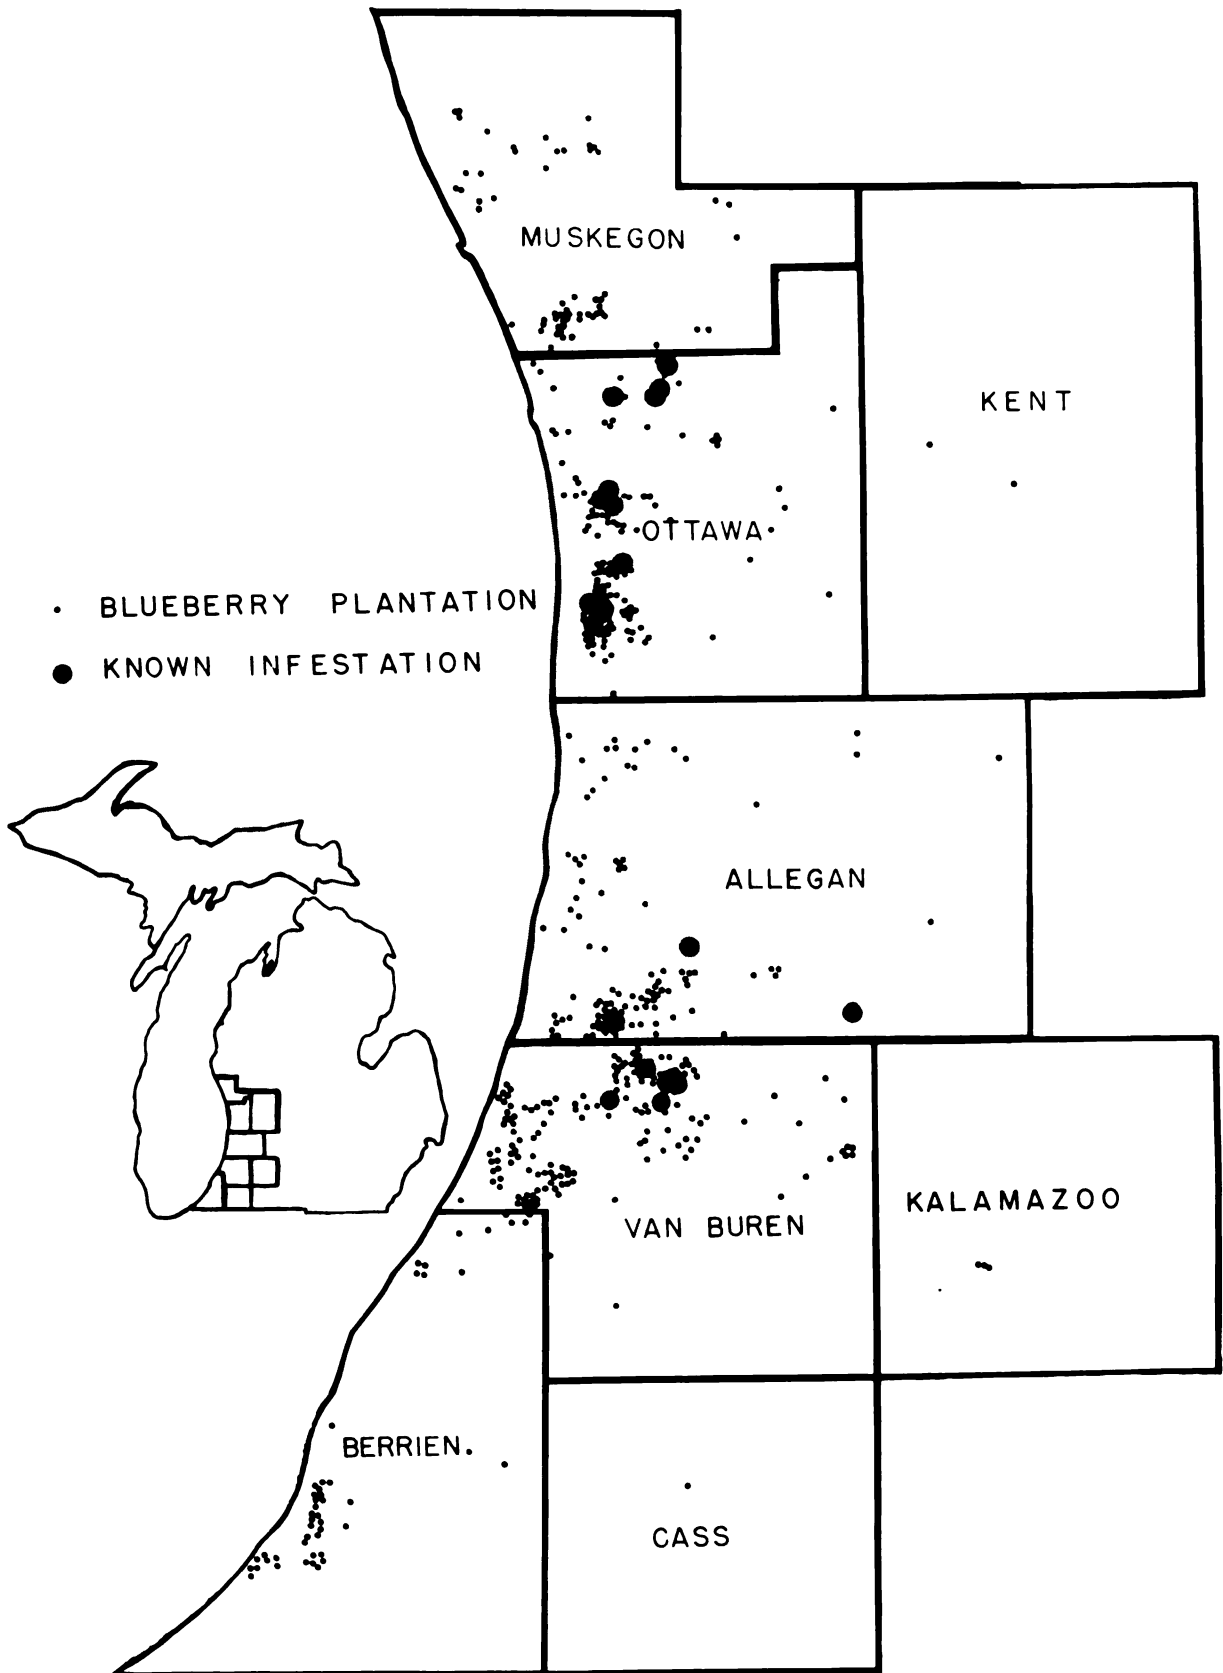 MUSKEGON
KENT
OTTAWA
• BLUEBERRY PLANTATION
● KNOWN INFESTATION
ALLEGAN
KALAMAZOO
VAN BUREN
BERRIEN
CASS